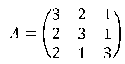 A = (3 2 1
2 3 1
2 1 3)